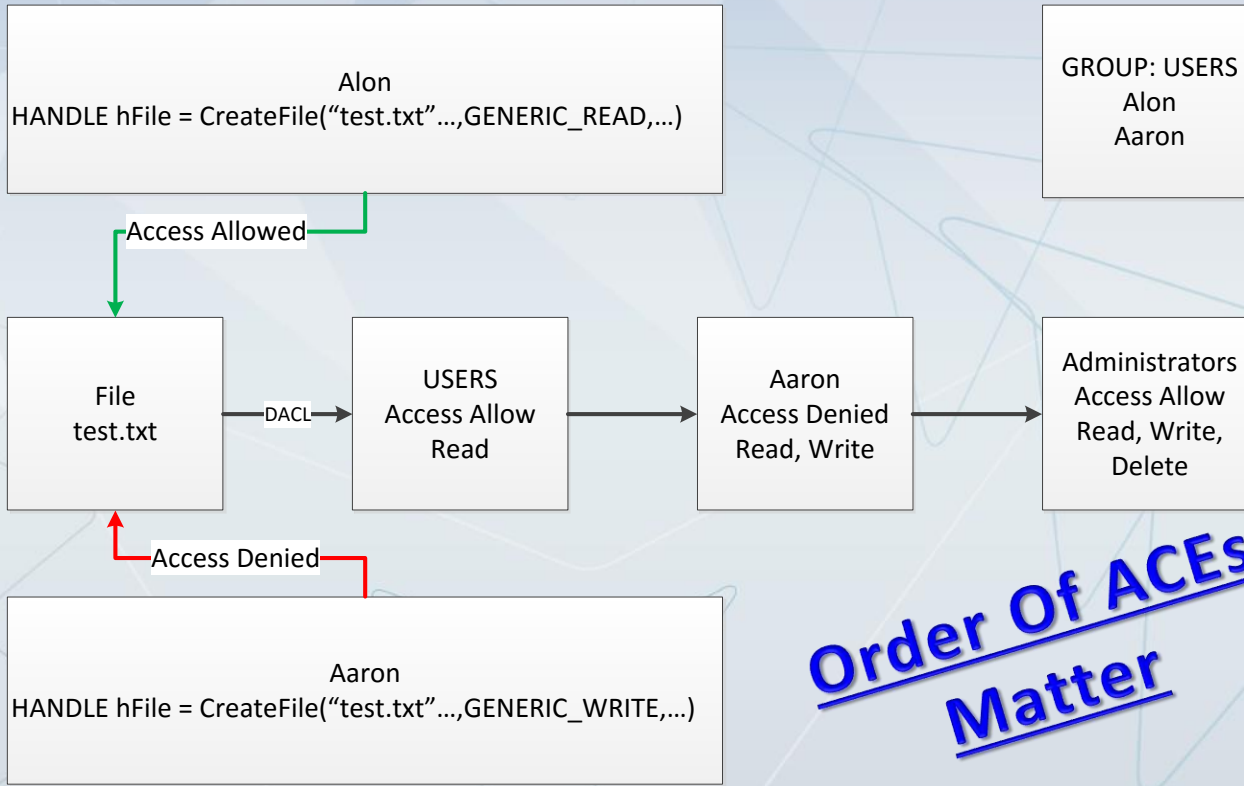 Alon
HANDLE hFile = CreateFile(“test.txt”…,GENERIC_READ,…)
GROUP: USERS
Alon
Aaron
Access Allowed
File
test.txt
DACL
USERS
Access Allow
Read
Aaron
Access Denied
Read, Write
Administrators
Access Allow
Read, Write,
Delete
Access Denied
Aaron
HANDLE hFile = CreateFile(“test.txt”…,GENERIC_WRITE,…)
Order Of ACEs
Matter